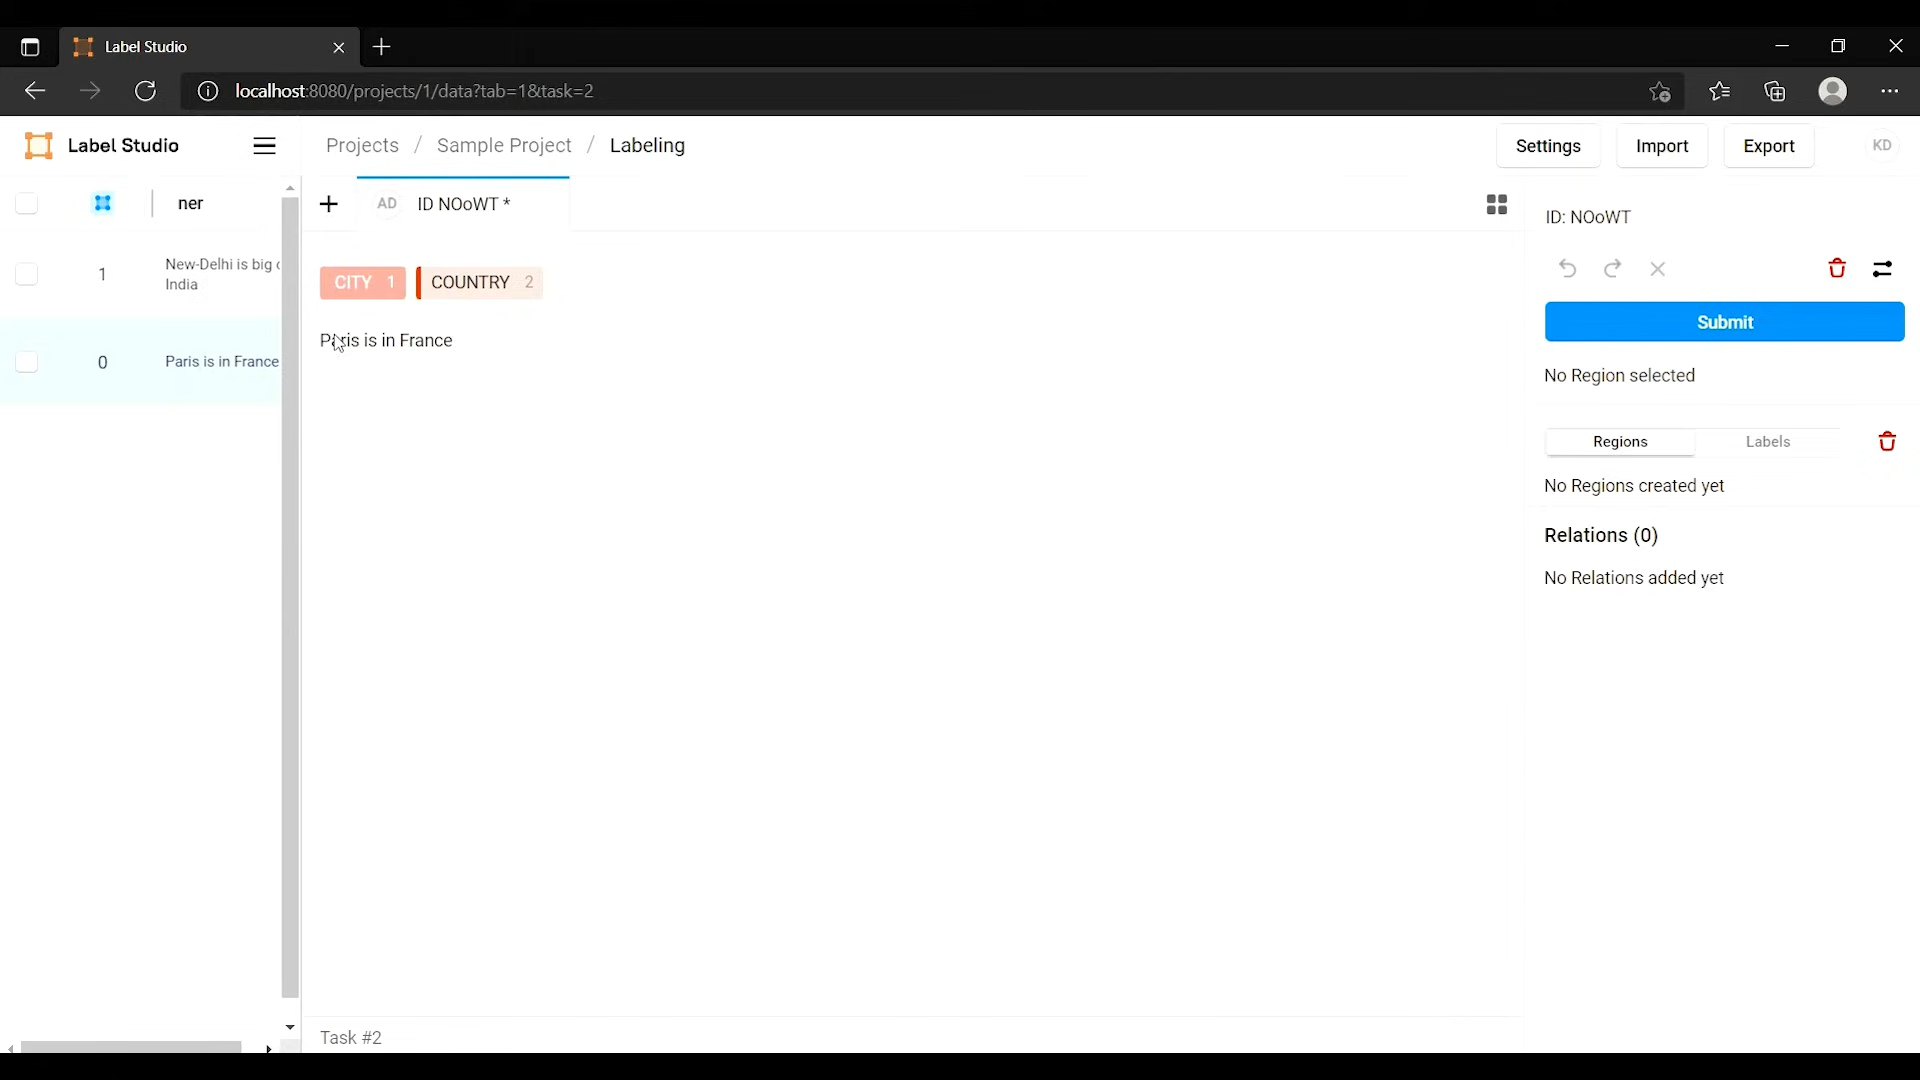 Label Studio
localhost:8080/projects/1/data?tab=1&task=2
Label Studio
Projects / Sample Project / Labeling
Settings
Import
Export
KD
ner
AD ID NOoWT *
ID: NOoWT
1
New-Delhi is big
India
CITY 1
COUNTRY 2
Submit
0
Paris is in France
Paris is in France
No Region selected
Regions
Labels
No Regions created yet
Relations (0)
No Relations added yet
Task #2